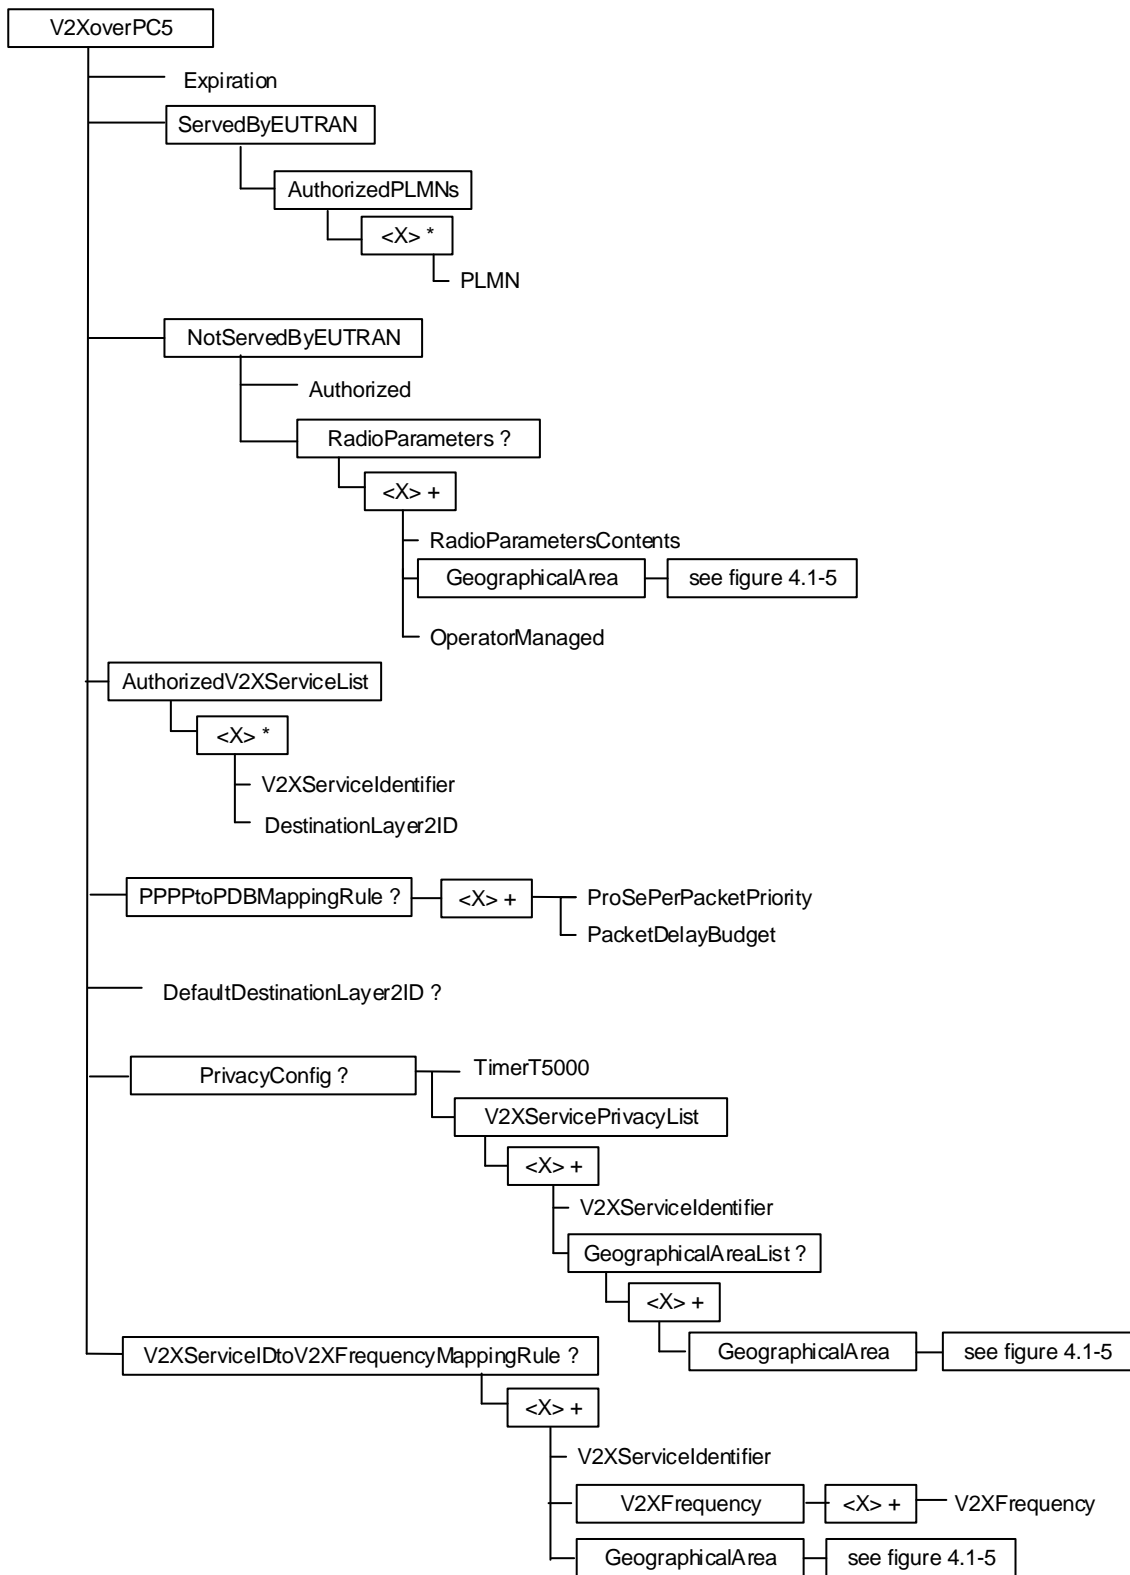 V2XoverPC5
Expiration
ServedByEUTRAN
AuthorizedPLMNs
<X> *
PLMN
NotServedByEUTRAN
Authorized
RadioParameters ?
<X> +
RadioParametersContents
GeographicalArea
see figure 4.1-5
OperatorManaged
AuthorizedV2XServiceList
<X> *
V2XServiceIdentifier
DestinationLayer2ID
PPPPtoPDBMappingRule ?
<X> +
ProSePerPacketPriority
PacketDelayBudget
DefaultDestinationLayer2ID ?
PrivacyConfig ?
TimerT5000
V2XServicePrivacyList
<X> +
V2XServiceIdentifier
GeographicalAreaList ?
<X> +
GeographicalArea
see figure 4.1-5
V2XServiceIDtoV2XFrequencyMappingRule ?
<X> +
V2XServiceIdentifier
V2XFrequency
<X> +
V2XFrequency
GeographicalArea
see figure 4.1-5